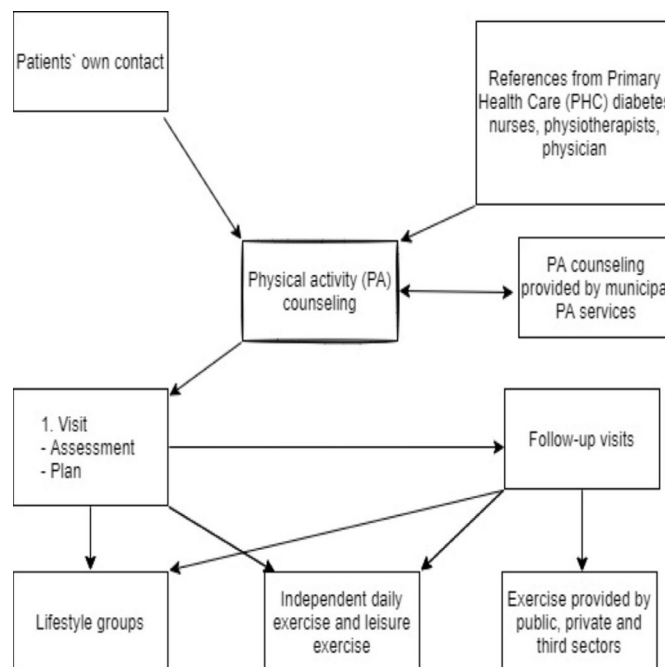 Patients` own contact
References from Primary
Health Care (PHC) diabetes
nurses, physiotherapists,
physician
Physical activity (PA)
counseling
PA counseling
provided by municipa
PA services
1. Visit
- Assessment
- Plan
Follow-up visits
Lifestyle groups
Independent daily
exercise and leisure
exercise
Exercise provided by
public, private and
third sectors